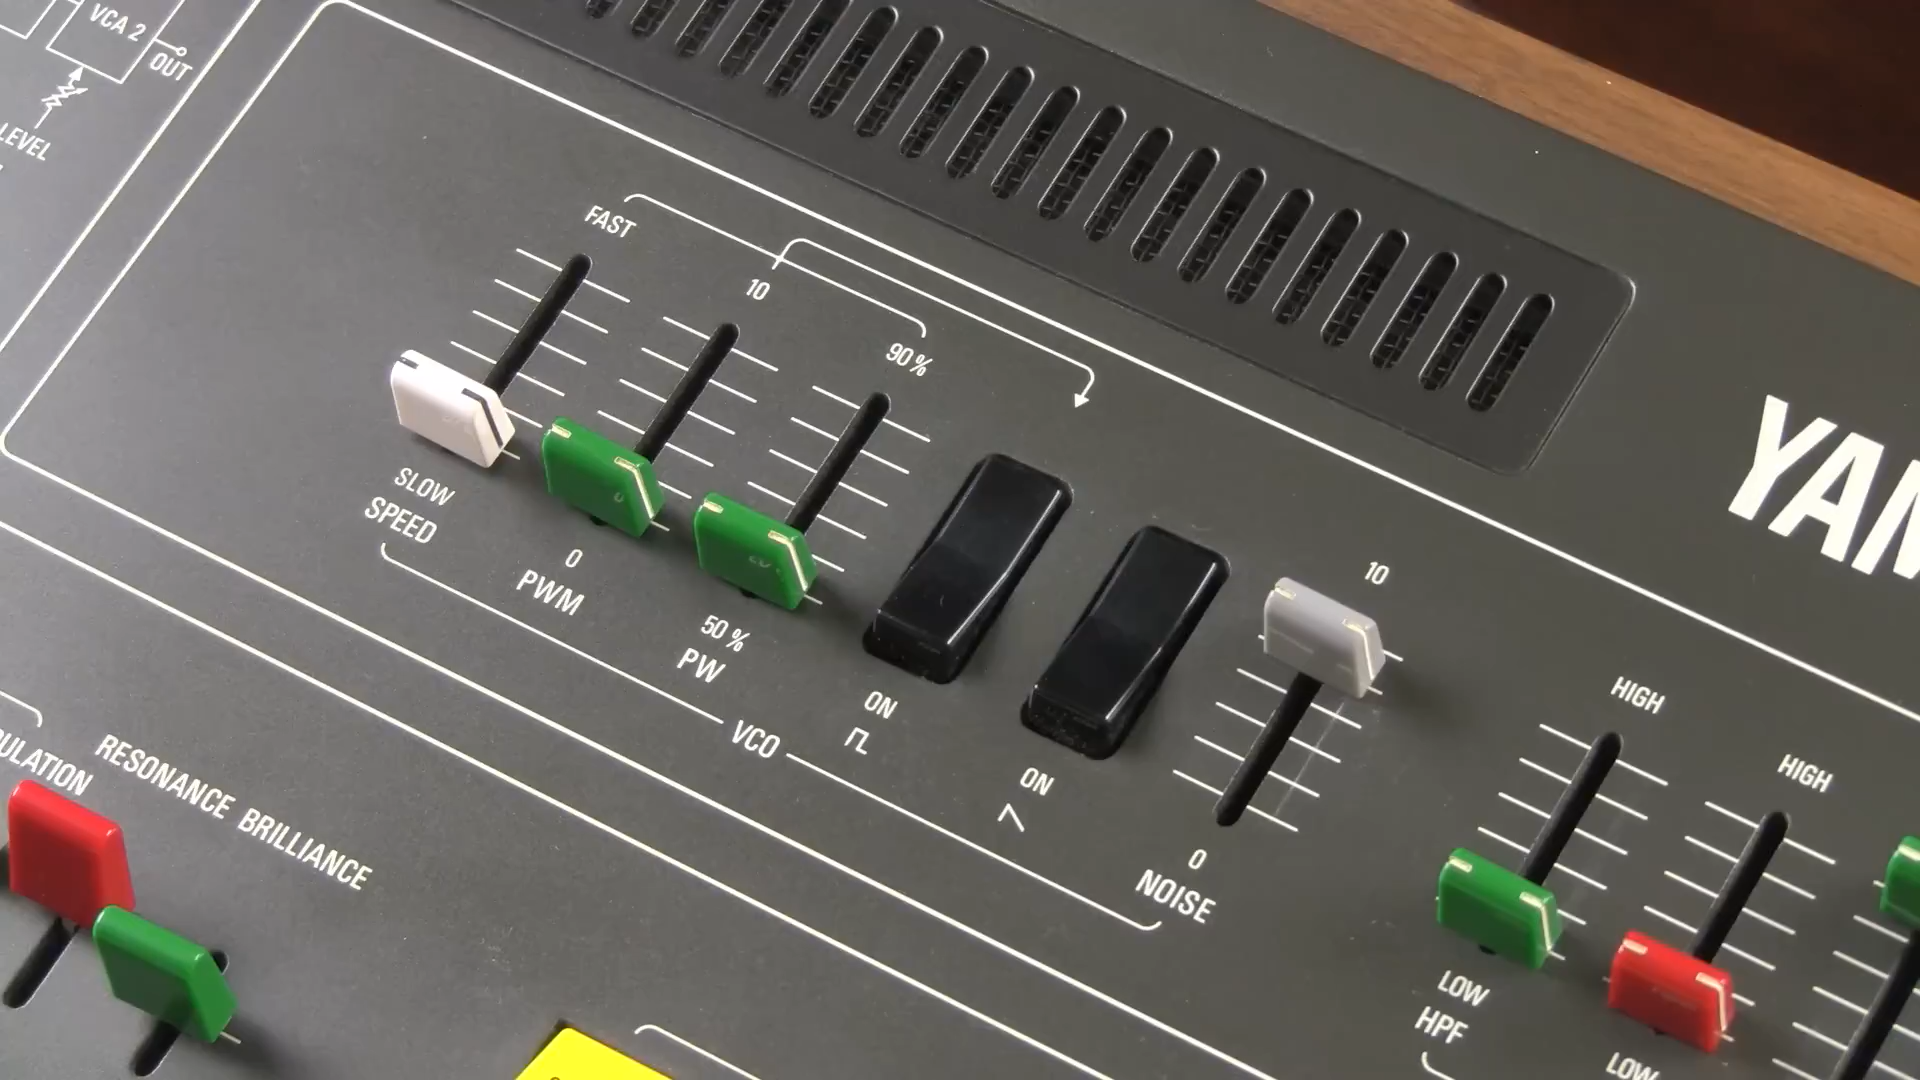 VCA 2
OUT
LEVEL
FAST
10
90%
SLOW
SPEED
0
PWM
50%
PW
VCO
ON
ON
10
0
NOISE
YAM
HIGH
HIGH
LOW
HPF
LOW
ULATION
RESONANCE BRILLIANCE